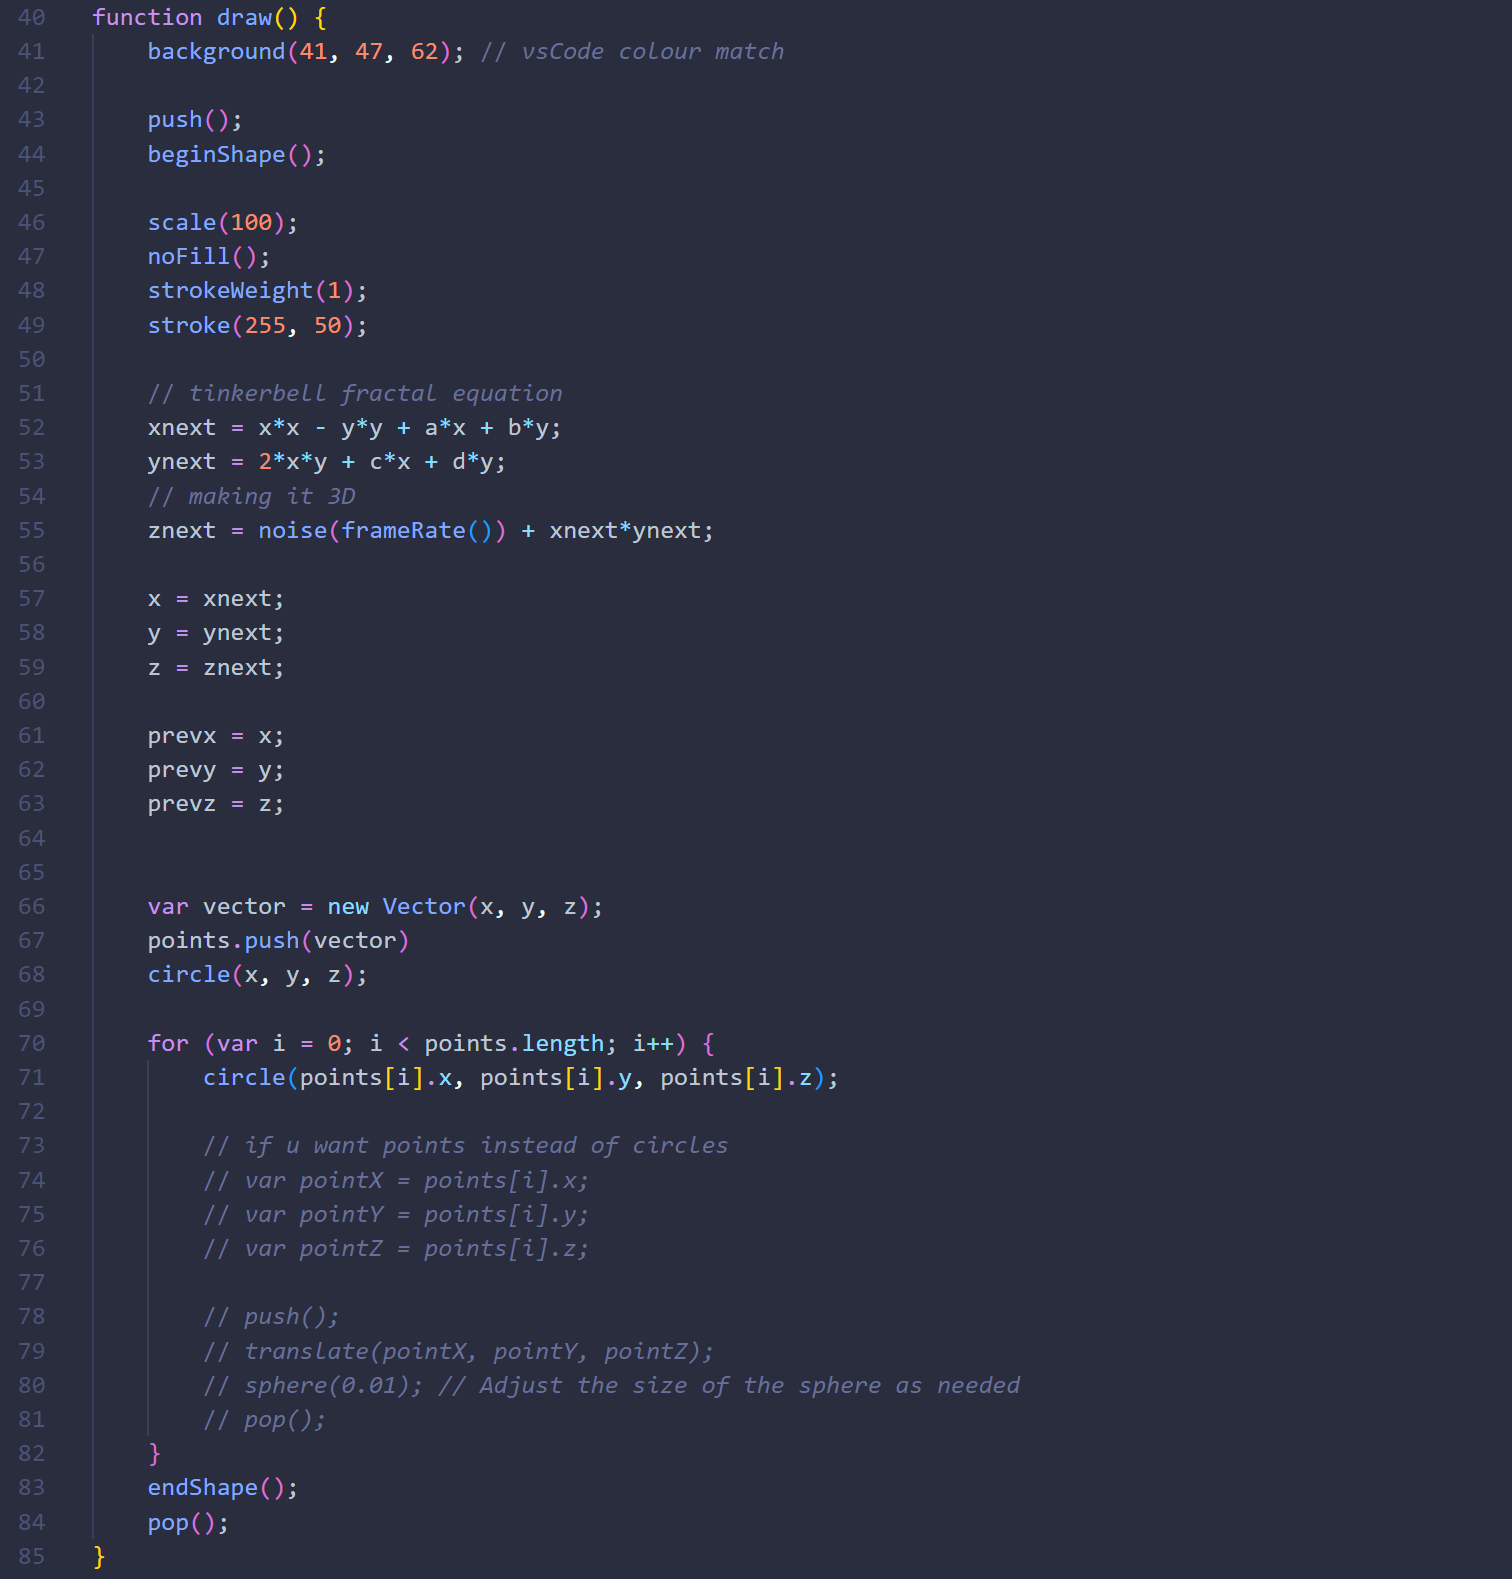 40 function draw() {
41     background(41, 47, 62); // vsCode colour match
42
43     push();
44     beginShape();
45
46     scale(100);
47     noFill();
48     strokeWeight(1);
49     stroke(255, 50);
50
51     // tinkerbell fractal equation
52     xnext = x*x - y*y + a*x + b*y;
53     ynext = 2*x*y + c*x + d*y;
54     // making it 3D
55     znext = noise(frameRate()) + xnext*ynext;
56
57     x = xnext;
58     y = ynext;
59     z = znext;
60
61     prevx = x;
62     prevy = y;
63     prevz = z;
64
65
66     var vector = new Vector(x, y, z);
67     points.push(vector)
68     circle(x, y, z);
69
70     for (var i = 0; i < points.length; i++) {
71         circle(points[i].x, points[i].y, points[i].z);
72
73         // if u want points instead of circles
74         // var pointX = points[i].x;
75         // var pointY = points[i].y;
76         // var pointZ = points[i].z;
77
78         // push();
79         // translate(pointX, pointY, pointZ);
80         // sphere(0.01); // Adjust the size of the sphere as needed
81         // pop();
82     }
83     endShape();
84     pop();
85 }